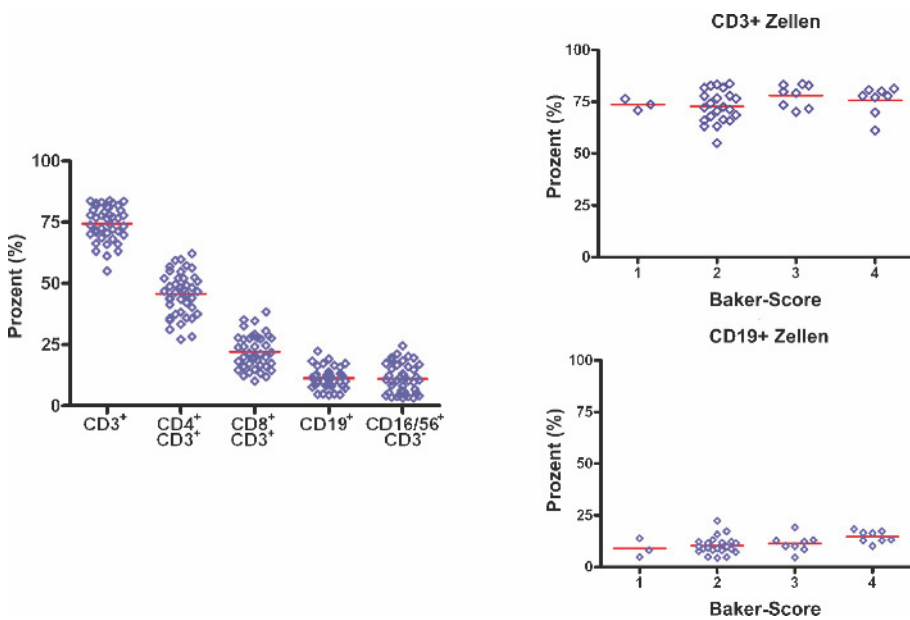 Prozent (%)
100
75
50
25
0
CD3⁺
CD4⁺
CD3⁺
CD8⁺
CD3⁺
CD19⁺
CD16/56⁺
CD3⁻
CD3+ Zellen
Prozent (%)
100
75
50
25
0
1 2 3 4
Baker-Score
CD19+ Zellen
Prozent (%)
100
75
50
25
0
1 2 3 4
Baker-Score